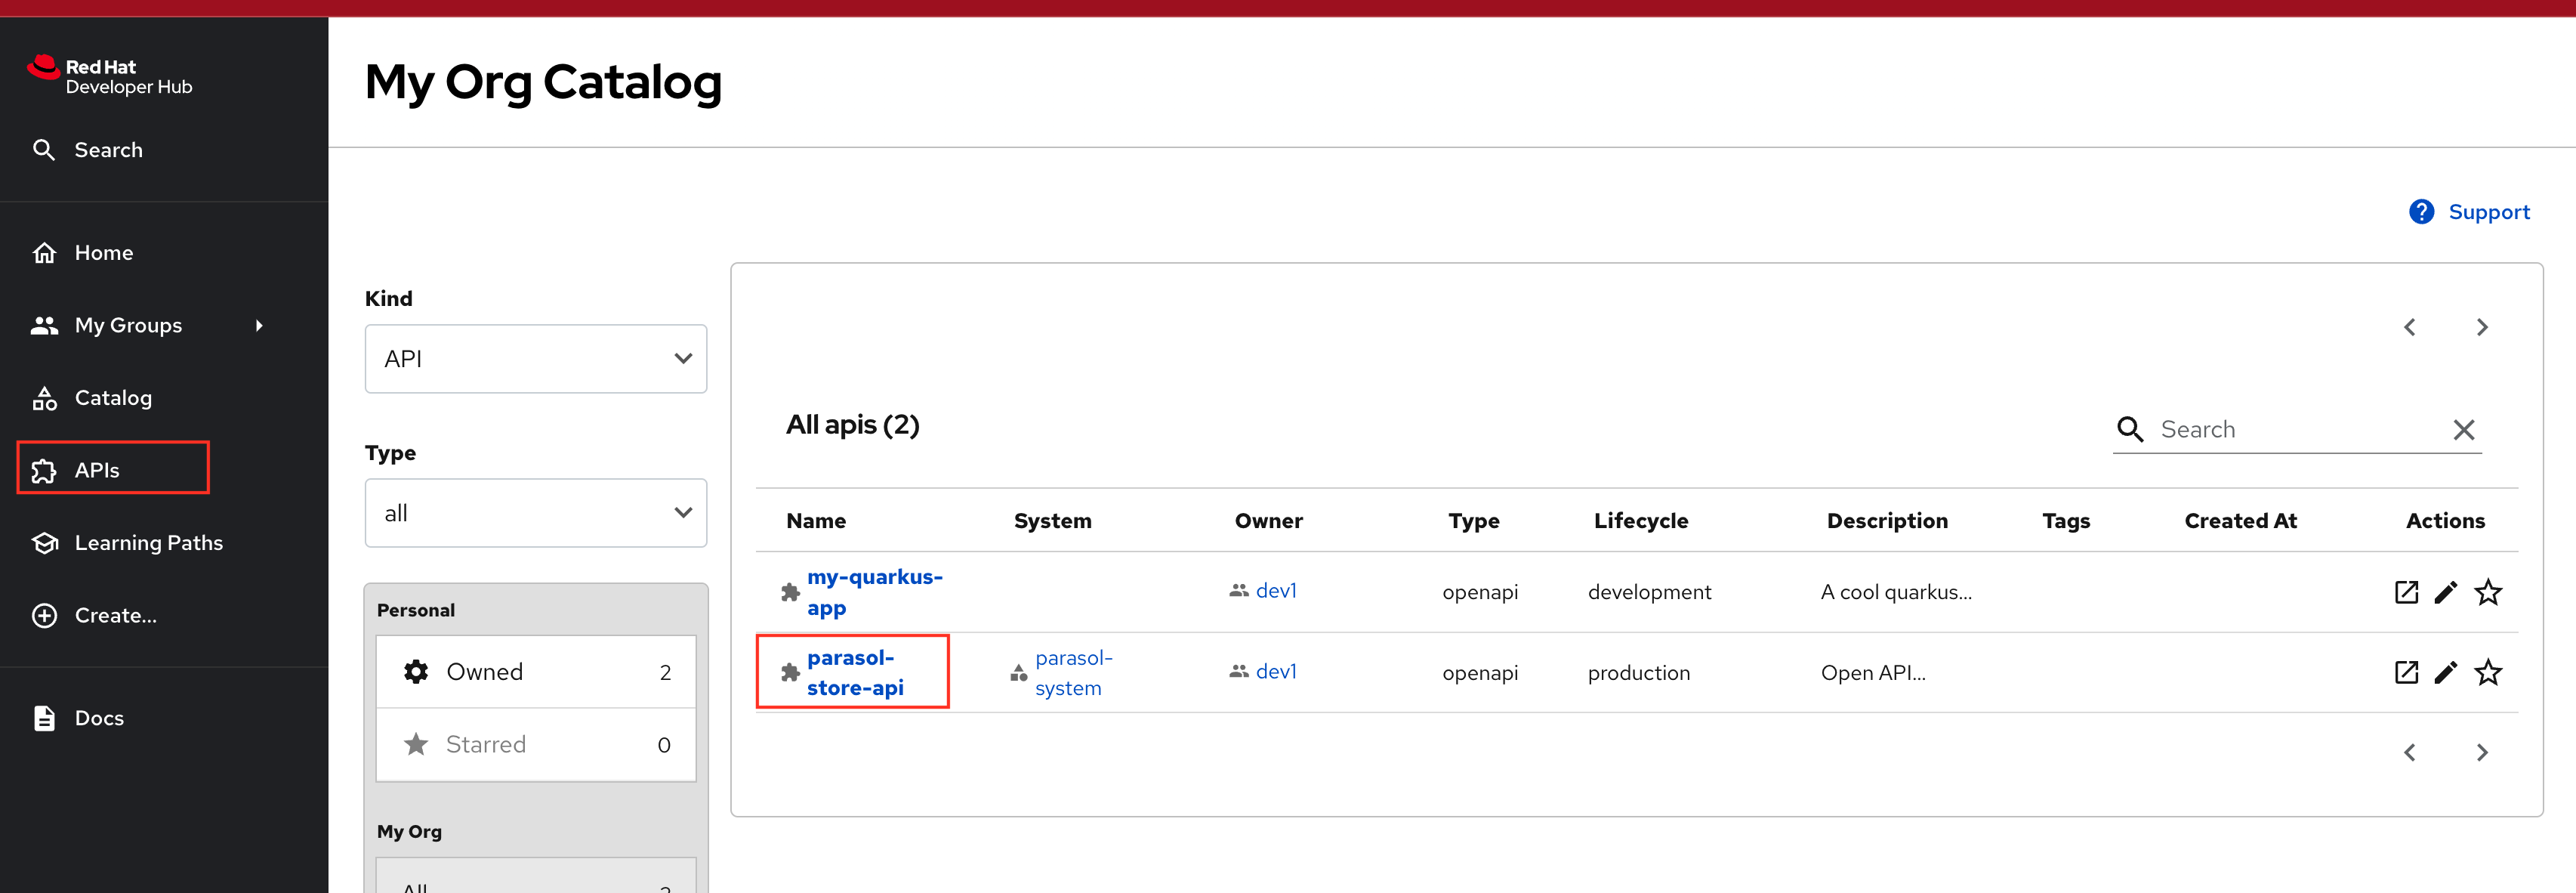 Red Hat
Developer Hub
Search
Home
My Groups
Catalog
APIs
Learning Paths
Create...
Docs
My Org Catalog
Support
Kind
API
Type
all
Personal
Owned 2
Starred 0
My Org
All
All apis (2)
Search
Name System Owner Type Lifecycle Description Tags Created At Actions
my-quarkus-
app
dev1 openapi development A cool quarkus...
parasol-
store-api
parasol-
system
dev1 openapi production Open API...